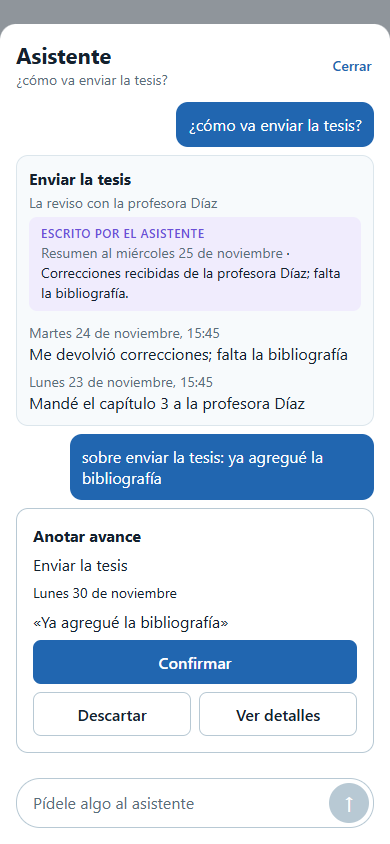 Asistente
Cerrar
¿cómo va enviar la tesis?
¿cómo va enviar la tesis?
Enviar la tesis
La reviso con la profesora Díaz
ESCRITO POR EL ASISTENTE
Resumen al miércoles 25 de noviembre ·
Correcciones recibidas de la profesora Díaz; falta
la bibliografía.
Martes 24 de noviembre, 15:45
Me devolvió correcciones; falta la bibliografía
Lunes 23 de noviembre, 15:45
Mandé el capítulo 3 a la profesora Díaz
sobre enviar la tesis: ya agregué la
bibliografía
Anotar avance
Enviar la tesis
Lunes 30 de noviembre
«Ya agregué la bibliografía»
Confirmar
Descartar
Ver detalles
Pídele algo al asistente